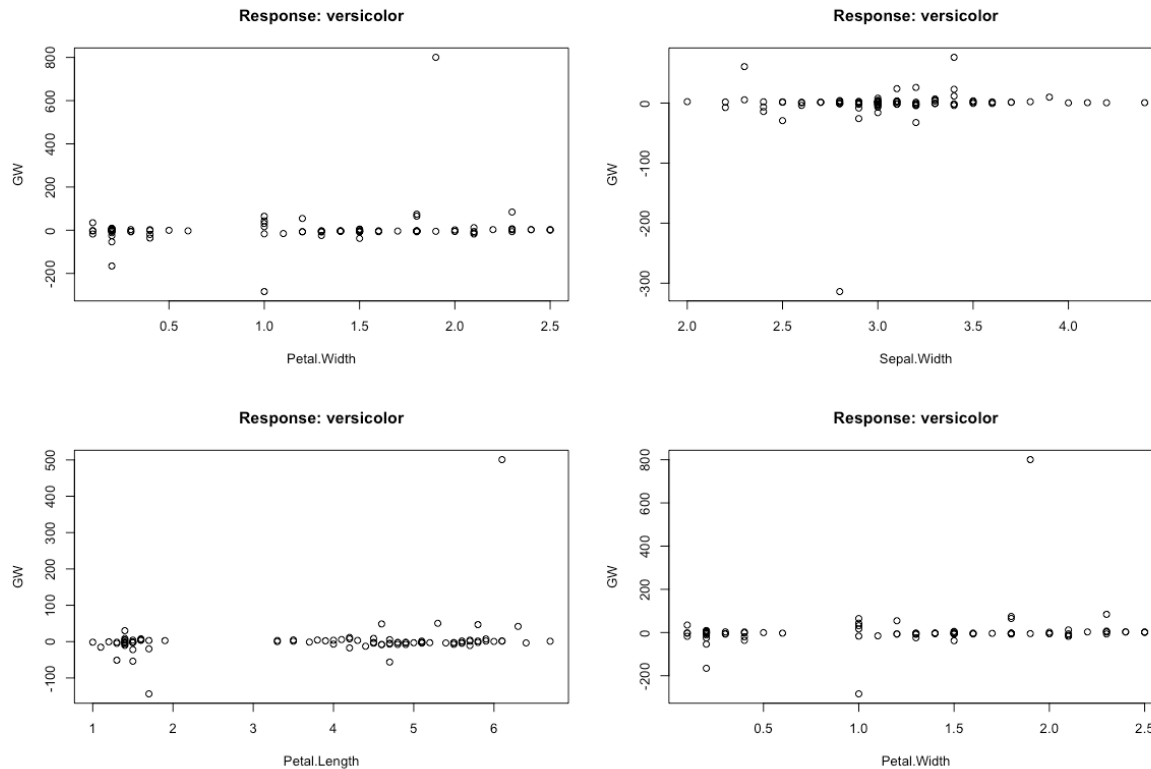 Response: versicolor
GW
800
600
400
200
0
-200
0.5 1.0 1.5 2.0 2.5
Petal.Width
Response: versicolor
GW
0
-100
-200
-300
2.0 2.5 3.0 3.5 4.0
Sepal.Width
Response: versicolor
GW
500
400
300
200
100
0
-100
1 2 3 4 5 6
Petal.Length
Response: versicolor
GW
800
600
400
200
0
-200
0.5 1.0 1.5 2.0 2.5
Petal.Width